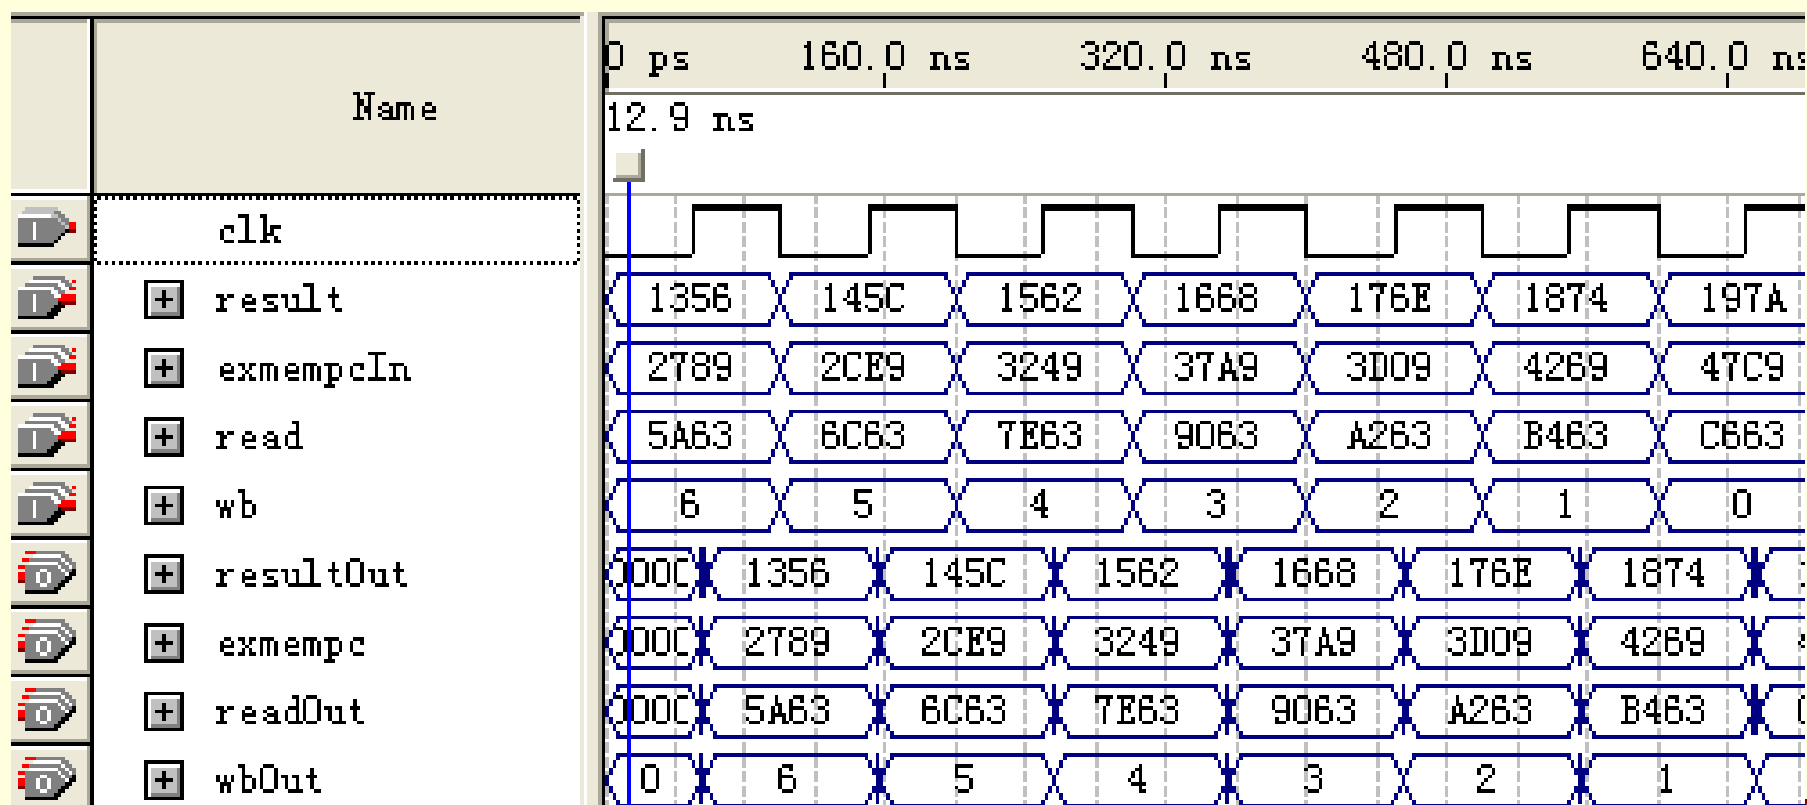 0 ps 160.0 ns 320.0 ns 480.0 ns 640.0 ns
Name
12.9 ns
clk
result 1356 145C 1562 1668 176E 1874 197A
exmempcIn 2789 2CE9 3249 37A9 3D09 4269 47C9
read 5A63 6C63 7E63 9063 A263 B463 C663
wb 6 5 4 3 2 1 0
resultOut 000C 1356 145C 1562 1668 176E 1874
exmempc 000C 2789 2CE9 3249 37A9 3D09 4269
readOut 000C 5A63 6C63 7E63 9063 A263 B463
wbOut 0 6 5 4 3 2 1